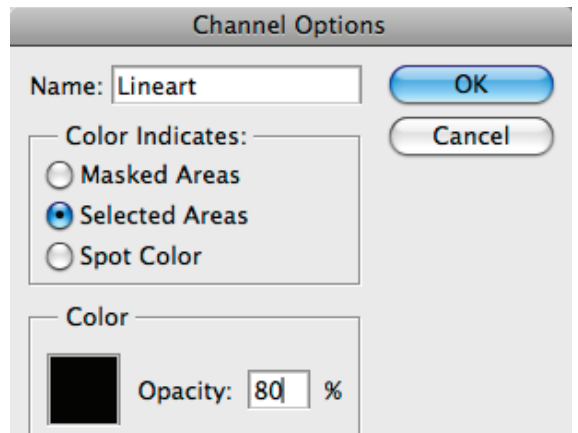 Channel Options
Name: Lineart
OK
Color Indicates:
Cancel
Masked Areas
Selected Areas
Spot Color
Color
Opacity: 80 %